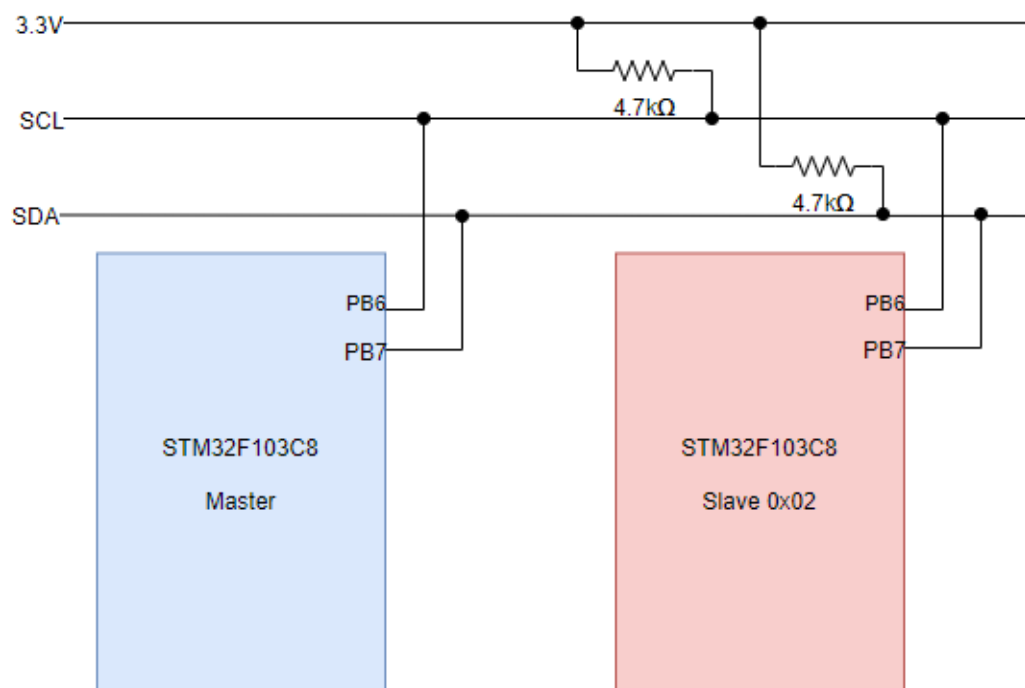 3.3V
4.7kΩ
SCL
4.7kΩ
SDA
PB6
PB7
STM32F103C8
Master
PB6
PB7
STM32F103C8
Slave 0x02